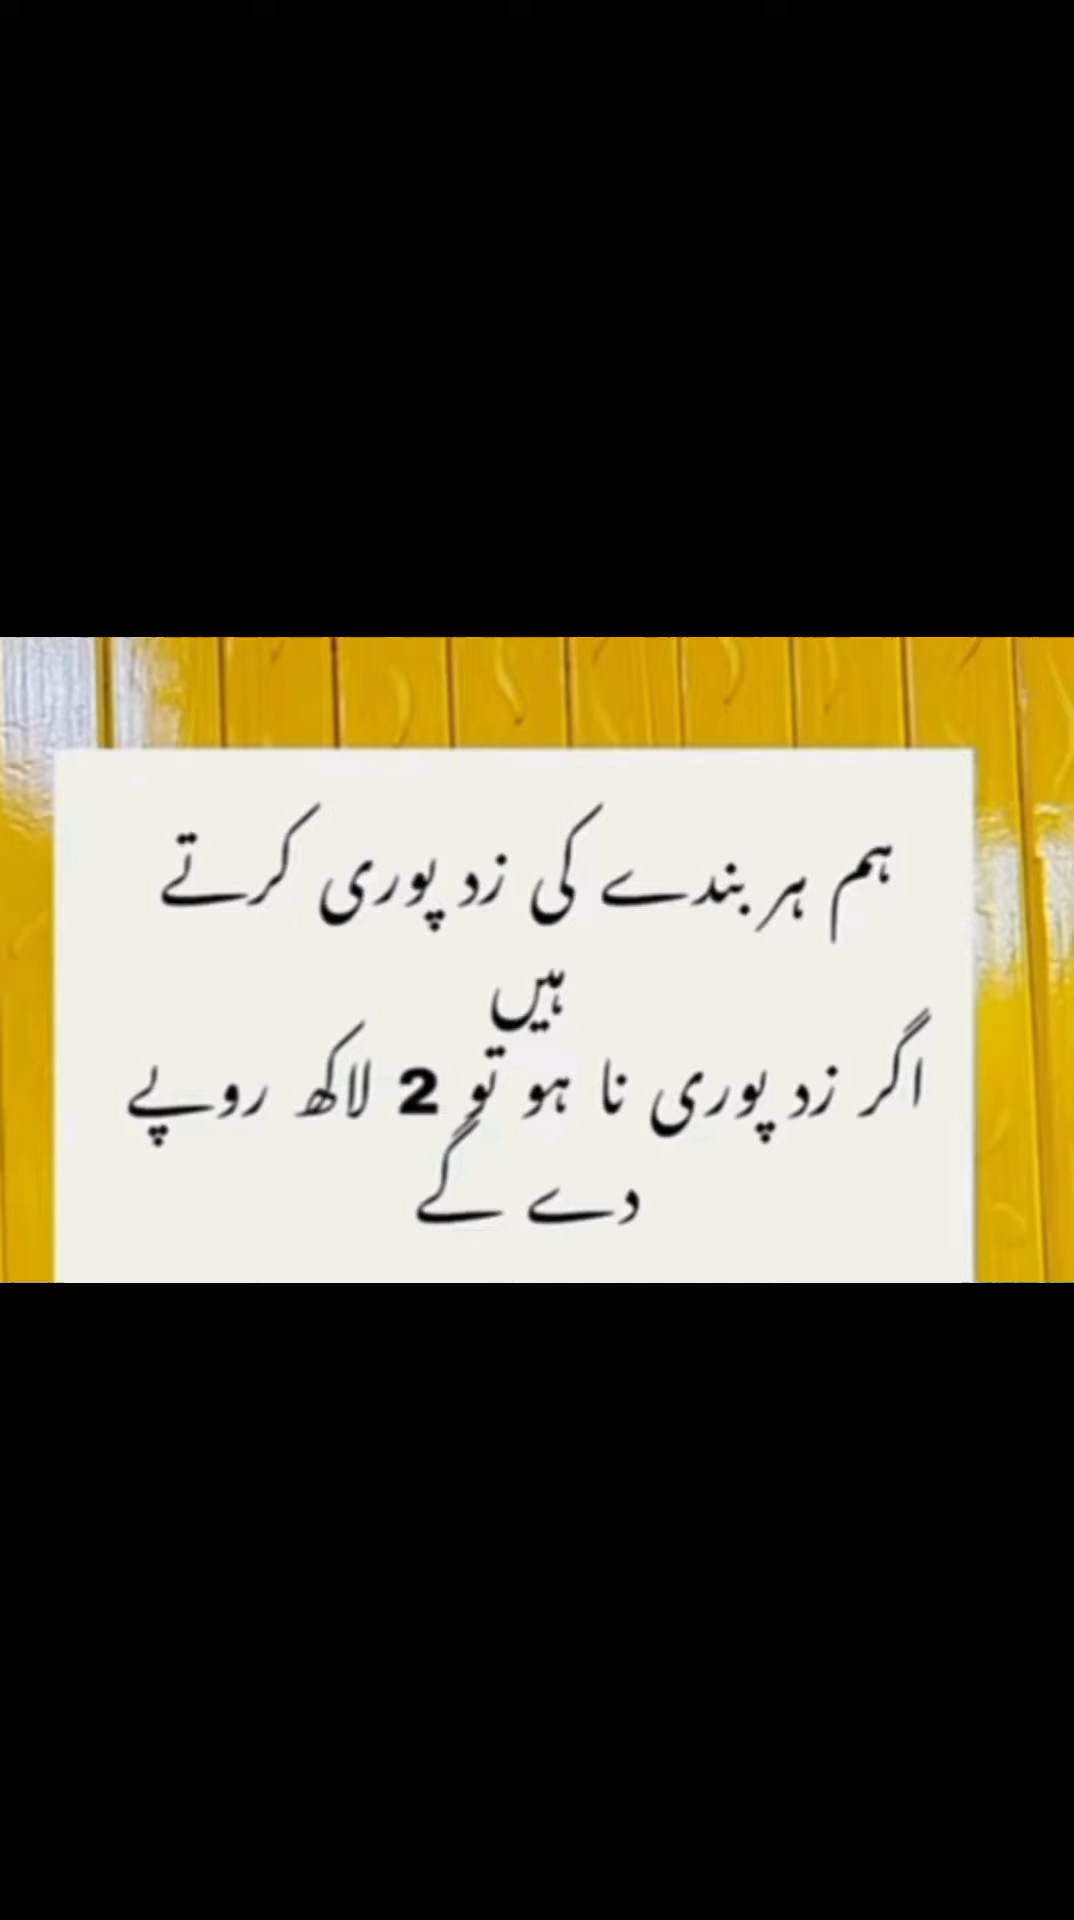 ہم ہر بندے کی زد پوری کرتے
ہیں
اگر زد پوری نا ہو تو 2 لاکھ روپے
دے گے